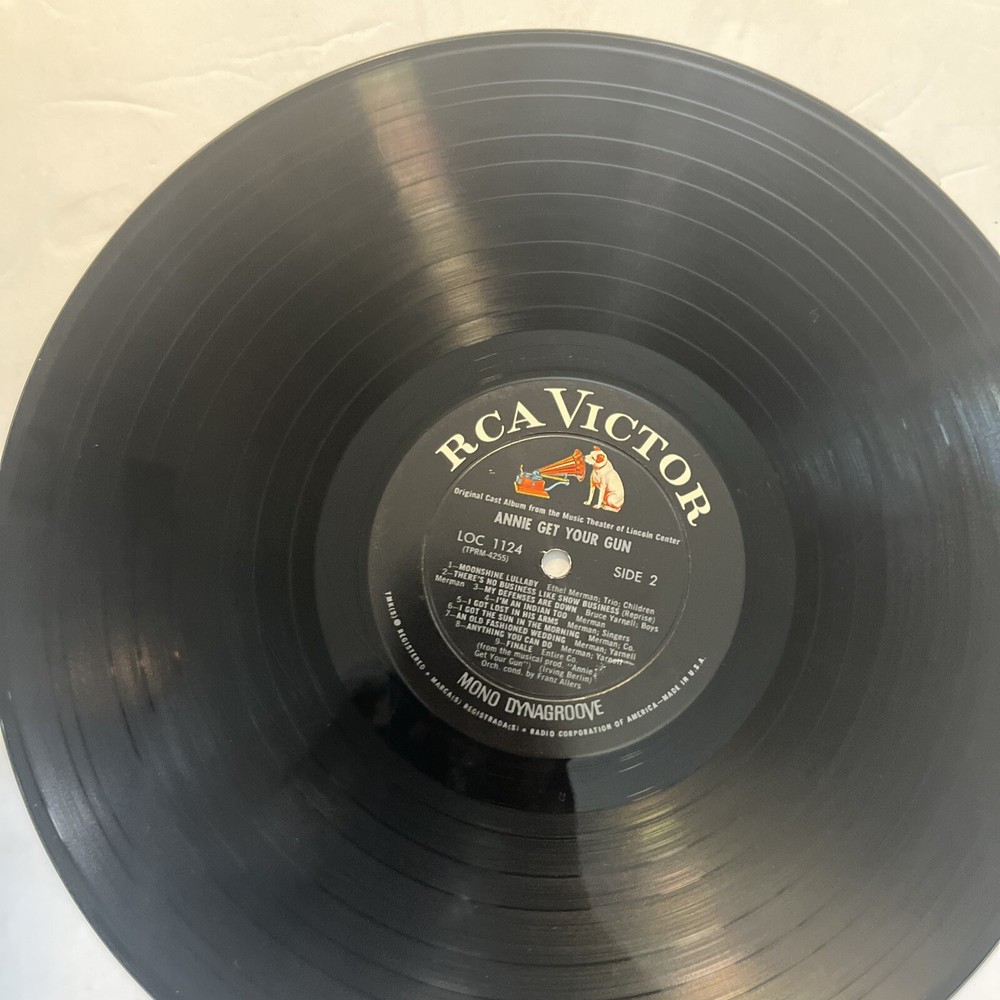 RCA VICTOR
Original Cast Album from the Music Theater of Lincoln Center
ANNIE GET YOUR GUN
LOC 1124
(TPRM-4255)
SIDE 2
1—MOONSHINE LULLABY Ethel Merman; Trio; Children
2—THERE'S NO BUSINESS LIKE SHOW BUSINESS (Reprise)
Merman 3—MY DEFENSES ARE DOWN Bruce Yarnell; Boys
4—I'M AN INDIAN TOO Merman
5—I GOT LOST IN HIS ARMS Merman; Singers
6—I GOT THE SUN IN THE MORNING Merman; Co.
7—AN OLD FASHIONED WEDDING Merman; Yarnell
8—ANYTHING YOU CAN DO Merman; Yarnell
9—FINALE Entire Co.
(from the musical prod. "Annie
Get Your Gun") (Irving Berlin)
Orch. cond. by Franz Allers
MONO DYNAGROOVE
TMK(S) ® REGISTERED • MARCA(S) REGISTRADA(S) • RADIO CORPORATION OF AMERICA—MADE IN U.S.A.